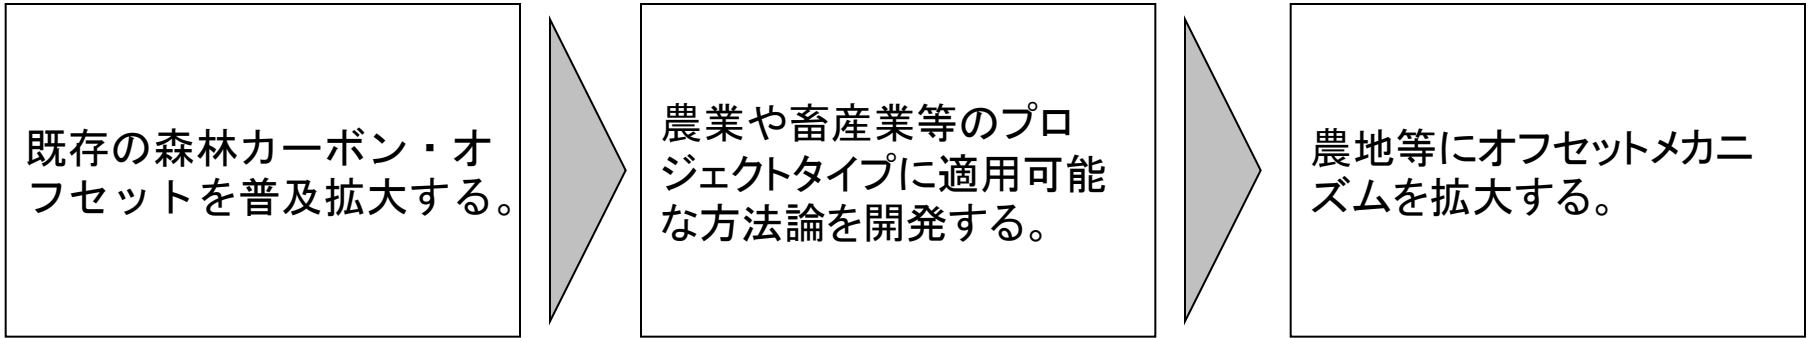 既存の森林カーボン・オ
フセットを普及拡大する。
農業や畜産業等のプロ
ジェクトタイプに適用可能
な方法論を開発する。
農地等にオフセットメカニ
ズムを拡大する。